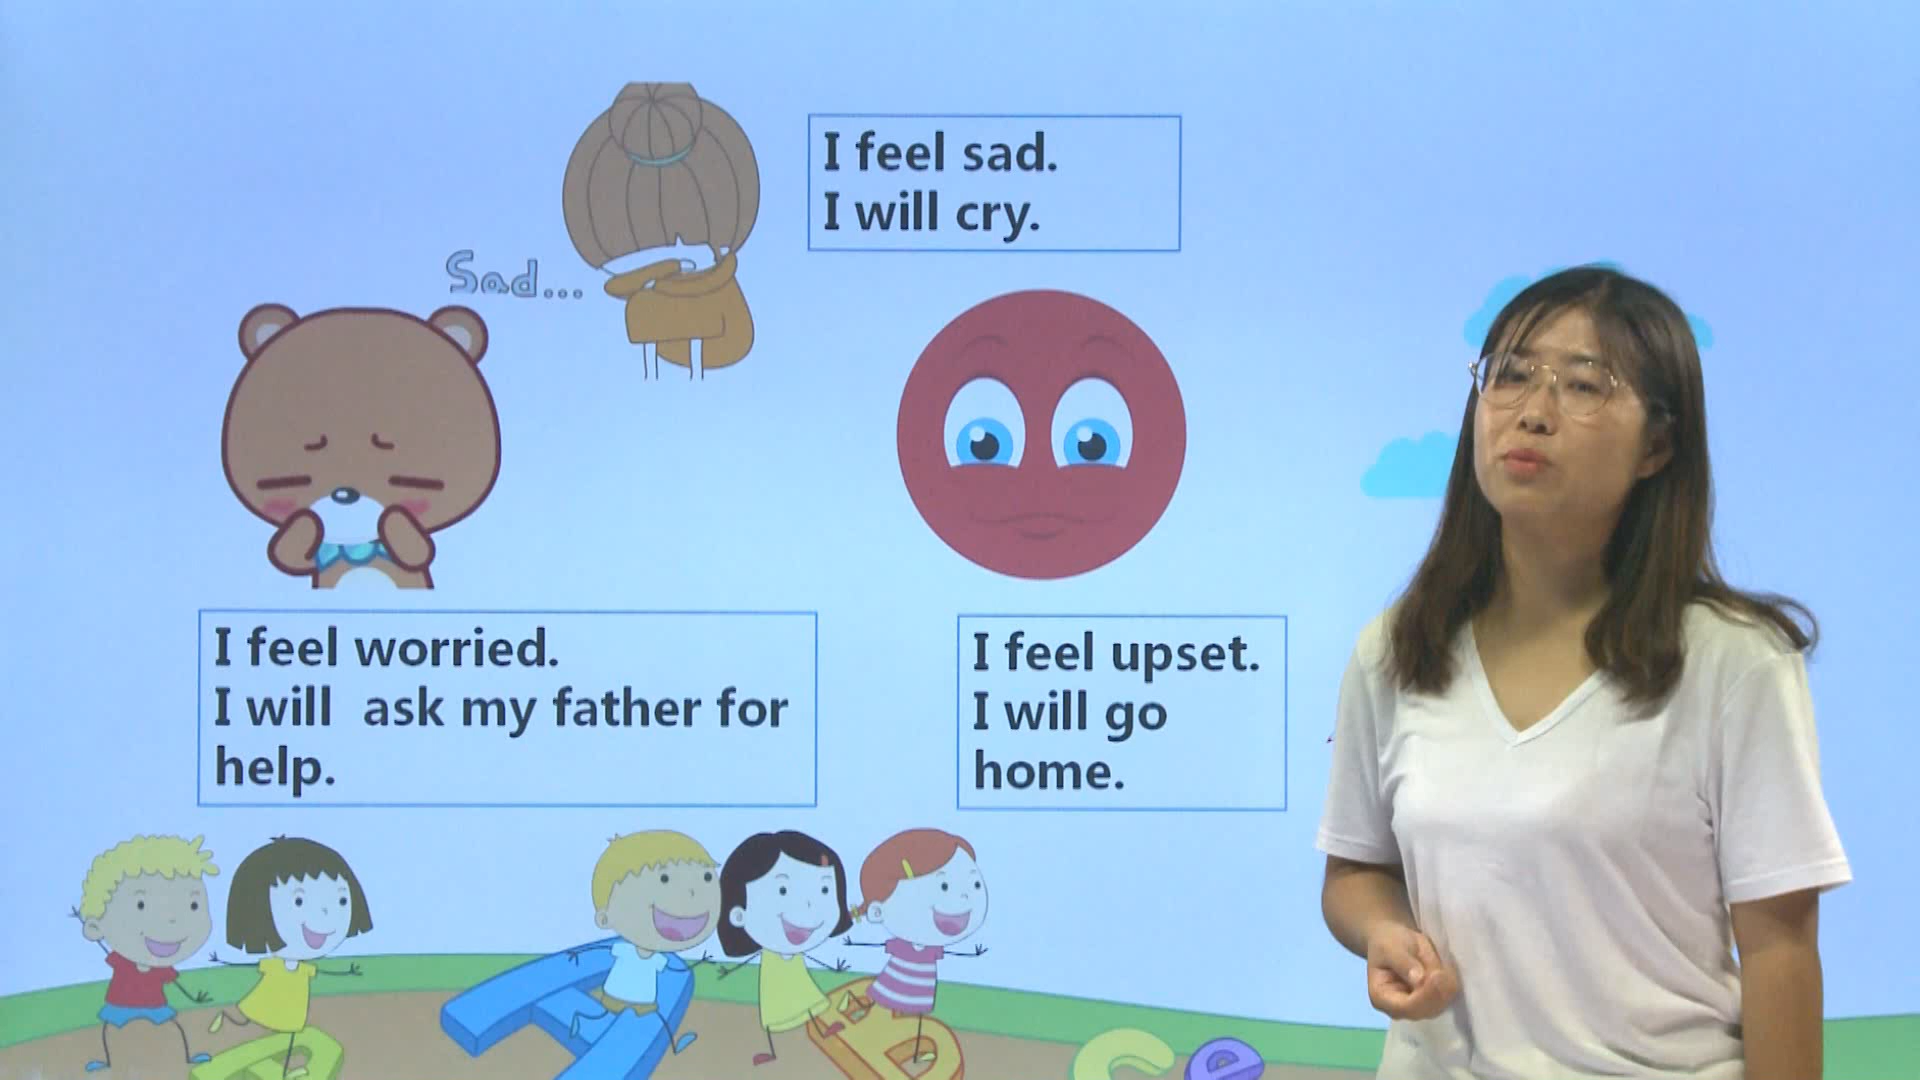 I feel sad.
I will cry.
Sad...
I feel worried.
I will  ask my father for
help.
I feel upset.
I will go
home.
A
B
C
e